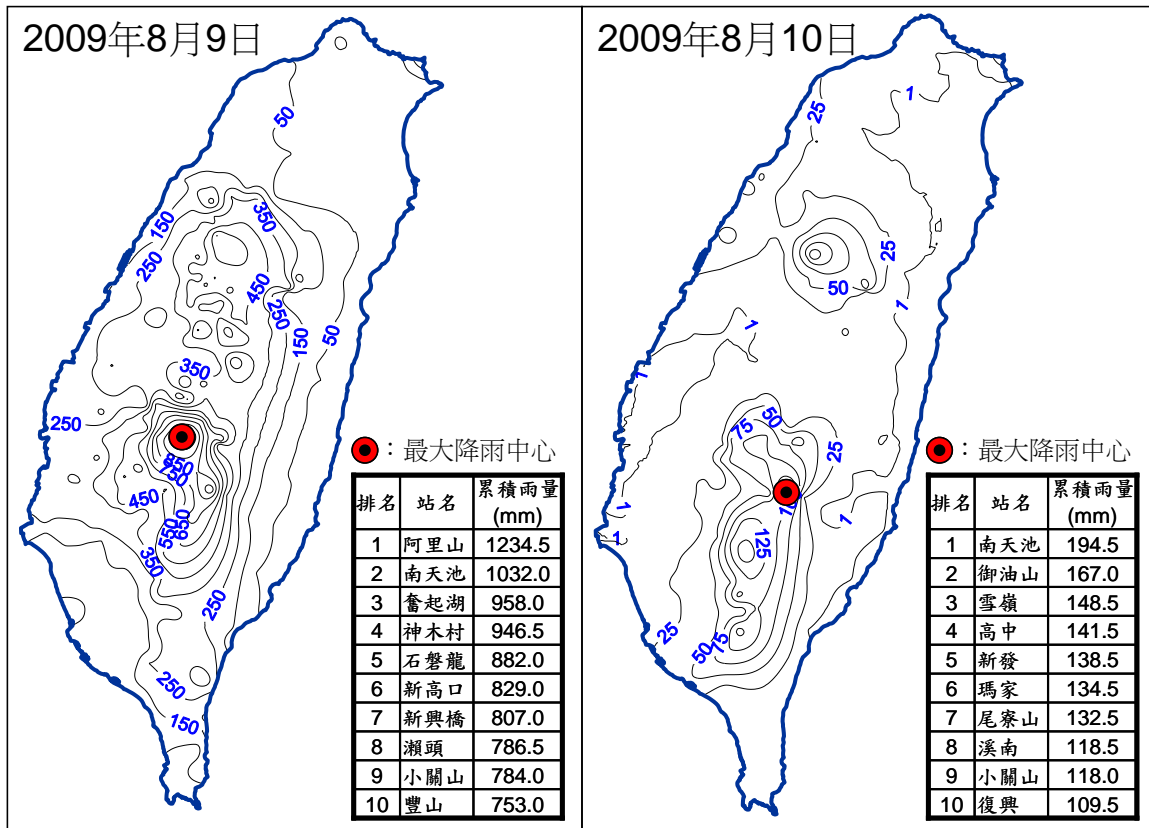 2009年8月9日
50
350
150
250
450
250
150
50
350
250
850
750
450
650
550
350
250
250
150
：最大降雨中心
排名 站名 累積雨量(mm)
1 阿里山 1234.5
2 南天池 1032.0
3 奮起湖 958.0
4 神木村 946.5
5 石磐龍 882.0
6 新高口 829.0
7 新興橋 807.0
8 瀨頭 786.5
9 小關山 784.0
10 豐山 753.0
2009年8月10日
1
25
25
50
1
1
1
50
75
25
1
1
1
125
25
50
75
1
：最大降雨中心
排名 站名 累積雨量(mm)
1 南天池 194.5
2 御油山 167.0
3 雪嶺 148.5
4 高中 141.5
5 新發 138.5
6 瑪家 134.5
7 尾寮山 132.5
8 溪南 118.5
9 小關山 118.0
10 復興 109.5